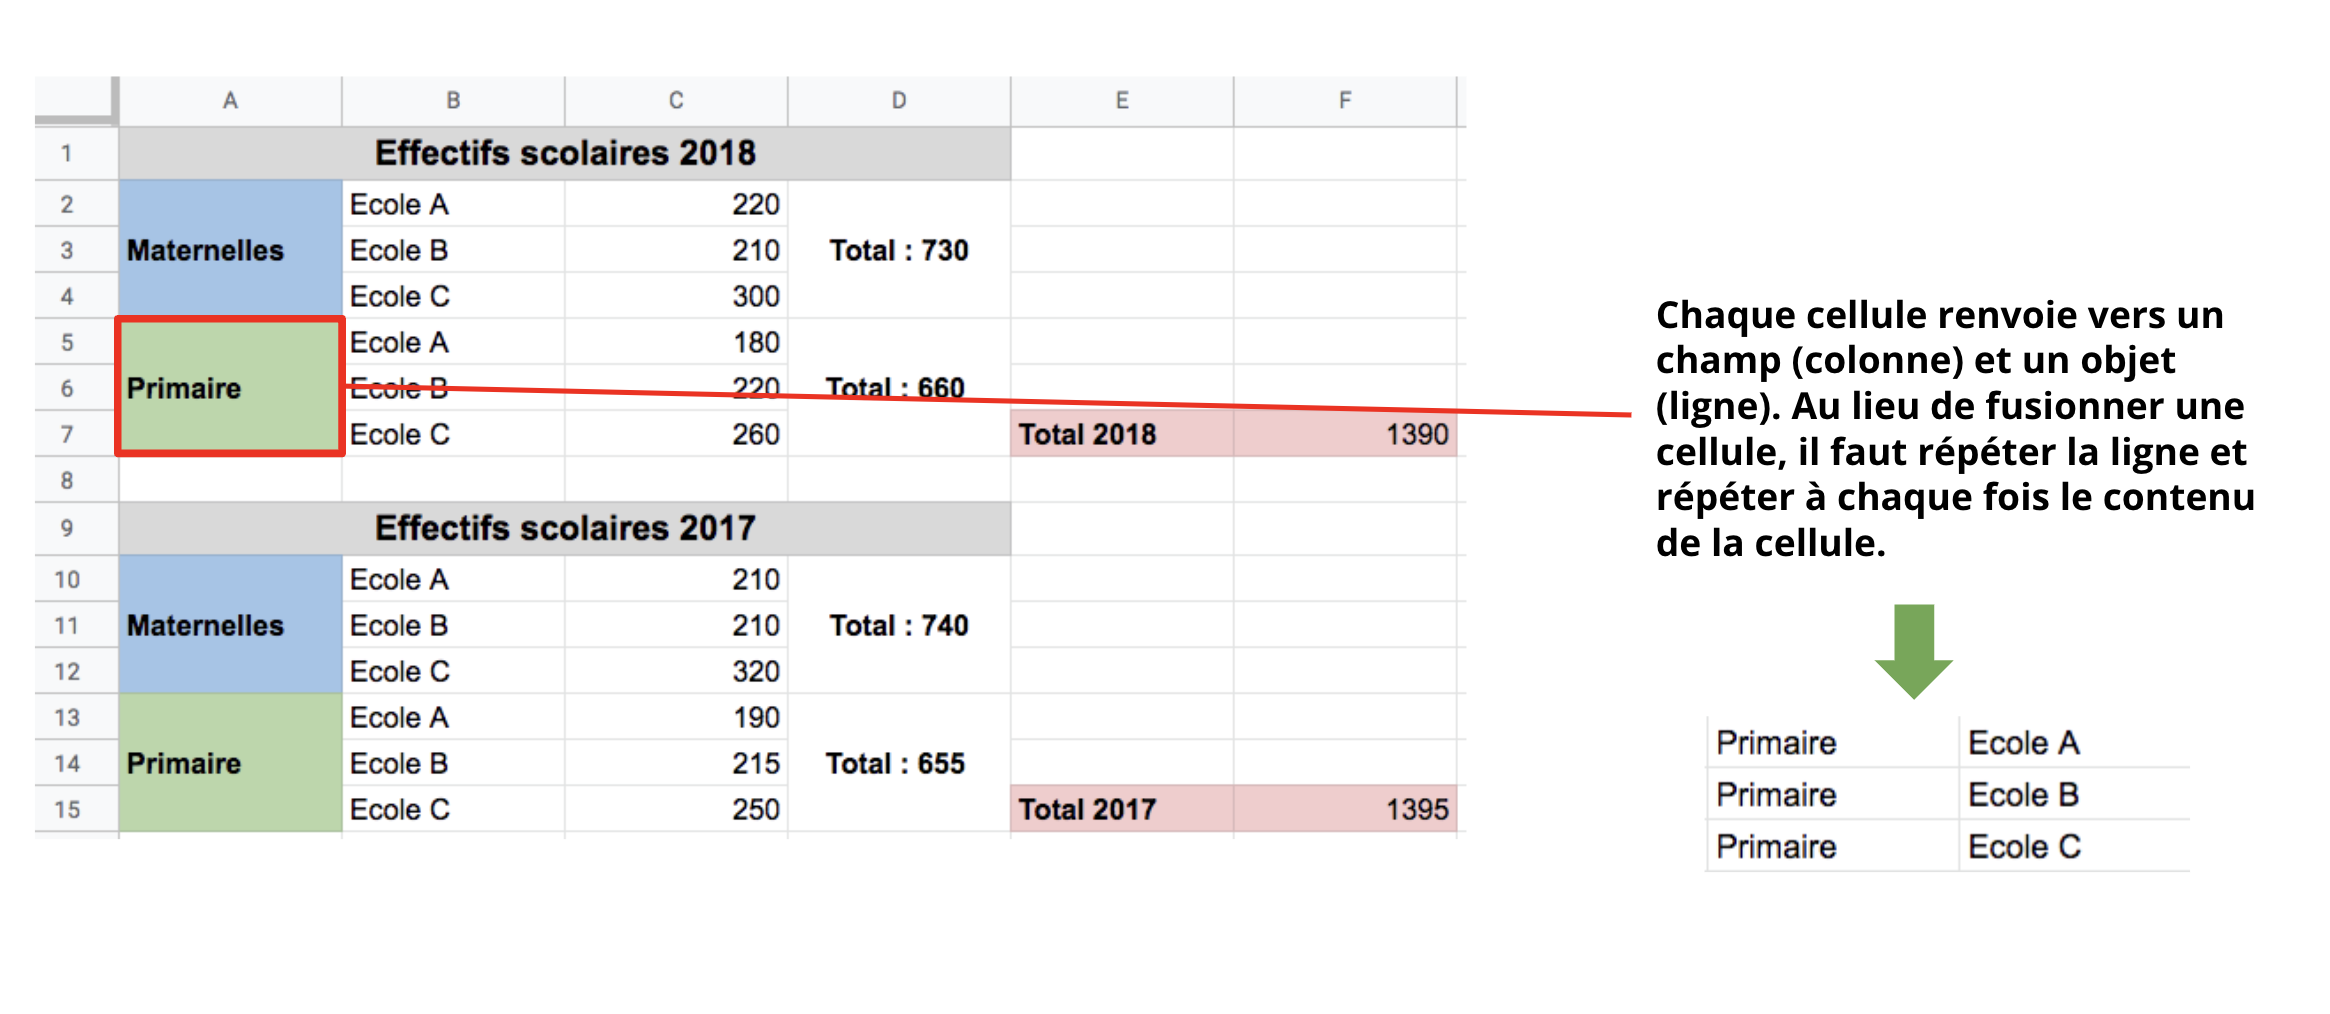 A B C D E F
1 Effectifs scolaires 2018
2 Ecole A 220
3 Maternelles Ecole B 210 Total : 730
4 Ecole C 300
5 Ecole A 180
6 Primaire Ecole B 220 Total : 660
7 Ecole C 260 Total 2018 1390
8
9 Effectifs scolaires 2017
10 Ecole A 210
11 Maternelles Ecole B 210 Total : 740
12 Ecole C 320
13 Ecole A 190
14 Primaire Ecole B 215 Total : 655
15 Ecole C 250 Total 2017 1395
Chaque cellule renvoie vers un
champ (colonne) et un objet
(ligne). Au lieu de fusionner une
cellule, il faut répéter la ligne et
répéter à chaque fois le contenu
de la cellule.
Primaire Ecole A
Primaire Ecole B
Primaire Ecole C